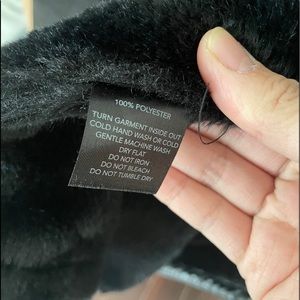 100% POLYESTER
TURN GARMENT INSIDE OUT
COLD HAND WASH OR COLD
GENTLE MACHINE WASH
DRY FLAT
DO NOT IRON
DO NOT BLEACH
DO NOT TUMBLE DRY